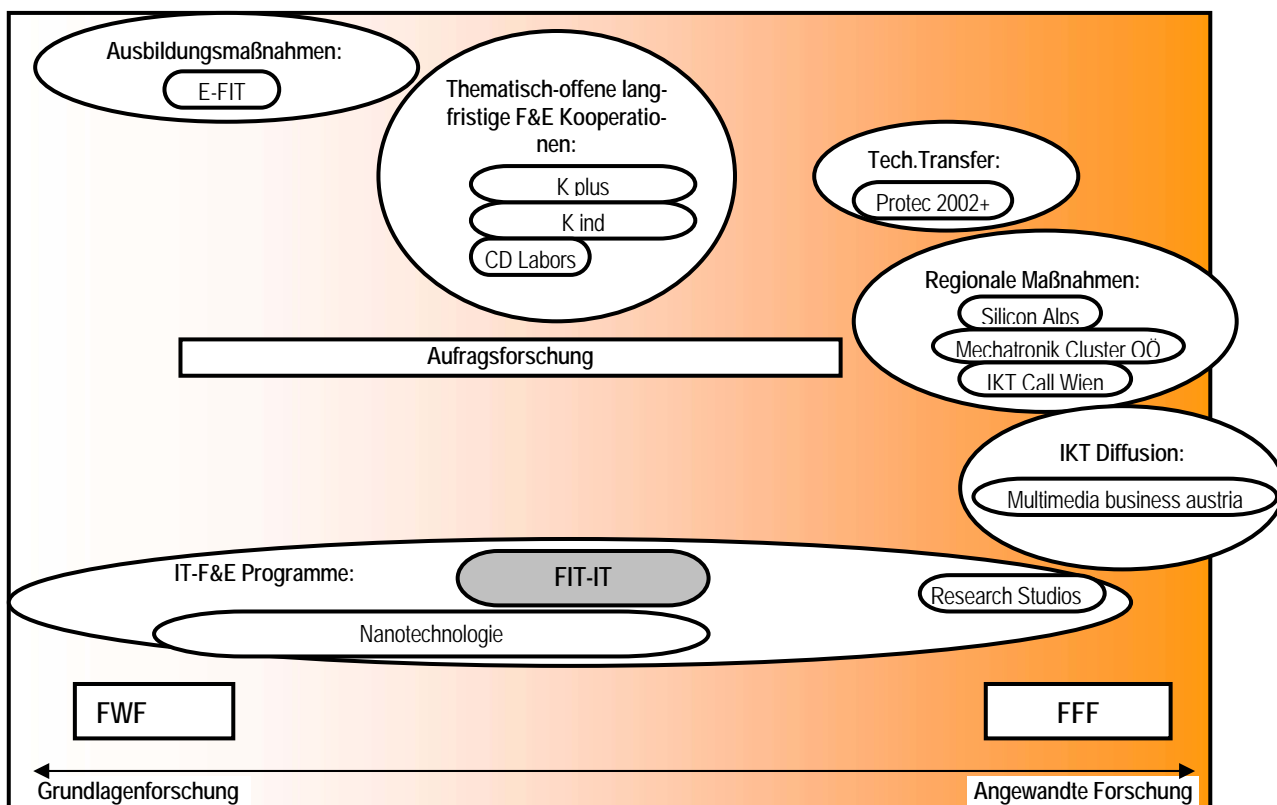 Ausbildungsmaßnahmen:
E-FIT
Thematisch-offene lang-
fristige F&E Kooperatio-
nen:
K plus
K ind
CD Labors
Tech.Transfer:
Protec 2002+
Regionale Maßnahmen:
Silicon Alps
Mechatronik Cluster OÖ
IKT Call Wien
Aufragsforschung
IKT Diffusion:
Multimedia business austria
IT-F&E Programme:
FIT-IT
Research Studios
Nanotechnologie
FWF
FFF
Grundlagenforschung
Angewandte Forschung